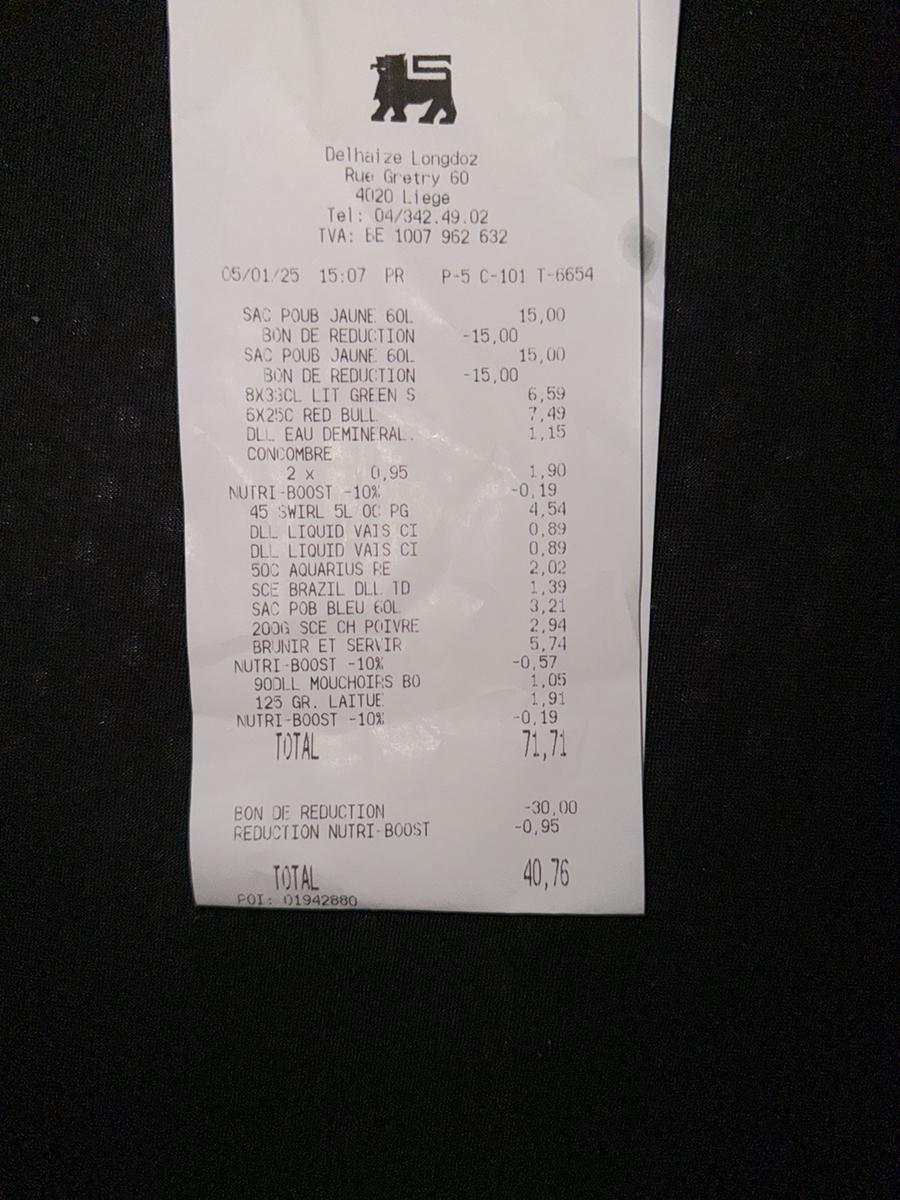 Delhaize Longdoz
Rue Gretry 60
4020 Liege
Tel: 04/342.49.02
TVA: BE 1007 962 632
05/01/25 15:07 PR P-5 C-101 T-6654
SAC POUB JAUNE 60L 15,00
BON DE REDUCTION -15,00
SAC POUB JAUNE 60L 15,00
BON DE REDUCTION -15,00
8X33CL LIT GREEN S 6,59
6X25C RED BULL 7,49
DLL EAU DEMINERAL. 1,15
CONCOMBRE
2 x 0,95 1,90
NUTRI-BOOST -10% -0,19
45 SWIRL 5L OC PG 4,54
DLL LIQUID VAIS CI 0,89
DLL LIQUID VAIS CI 0,89
50C AQUARIUS RE 2,02
SCE BRAZIL DLL TD 1,39
SAC POB BLEU 60L 3,21
200G SCE CH POIVRE 2,94
BRUNIR ET SERVIR 5,74
NUTRI-BOOST -10% -0,57
90DLL MOUCHOIRS BO 1,05
125 GR. LAITUE 1,91
NUTRI-BOOST -10% -0,19
TOTAL 71,71
BON DE REDUCTION -30,00
REDUCTION NUTRI-BOOST -0,95
TOTAL 40,76
POI: 01942880